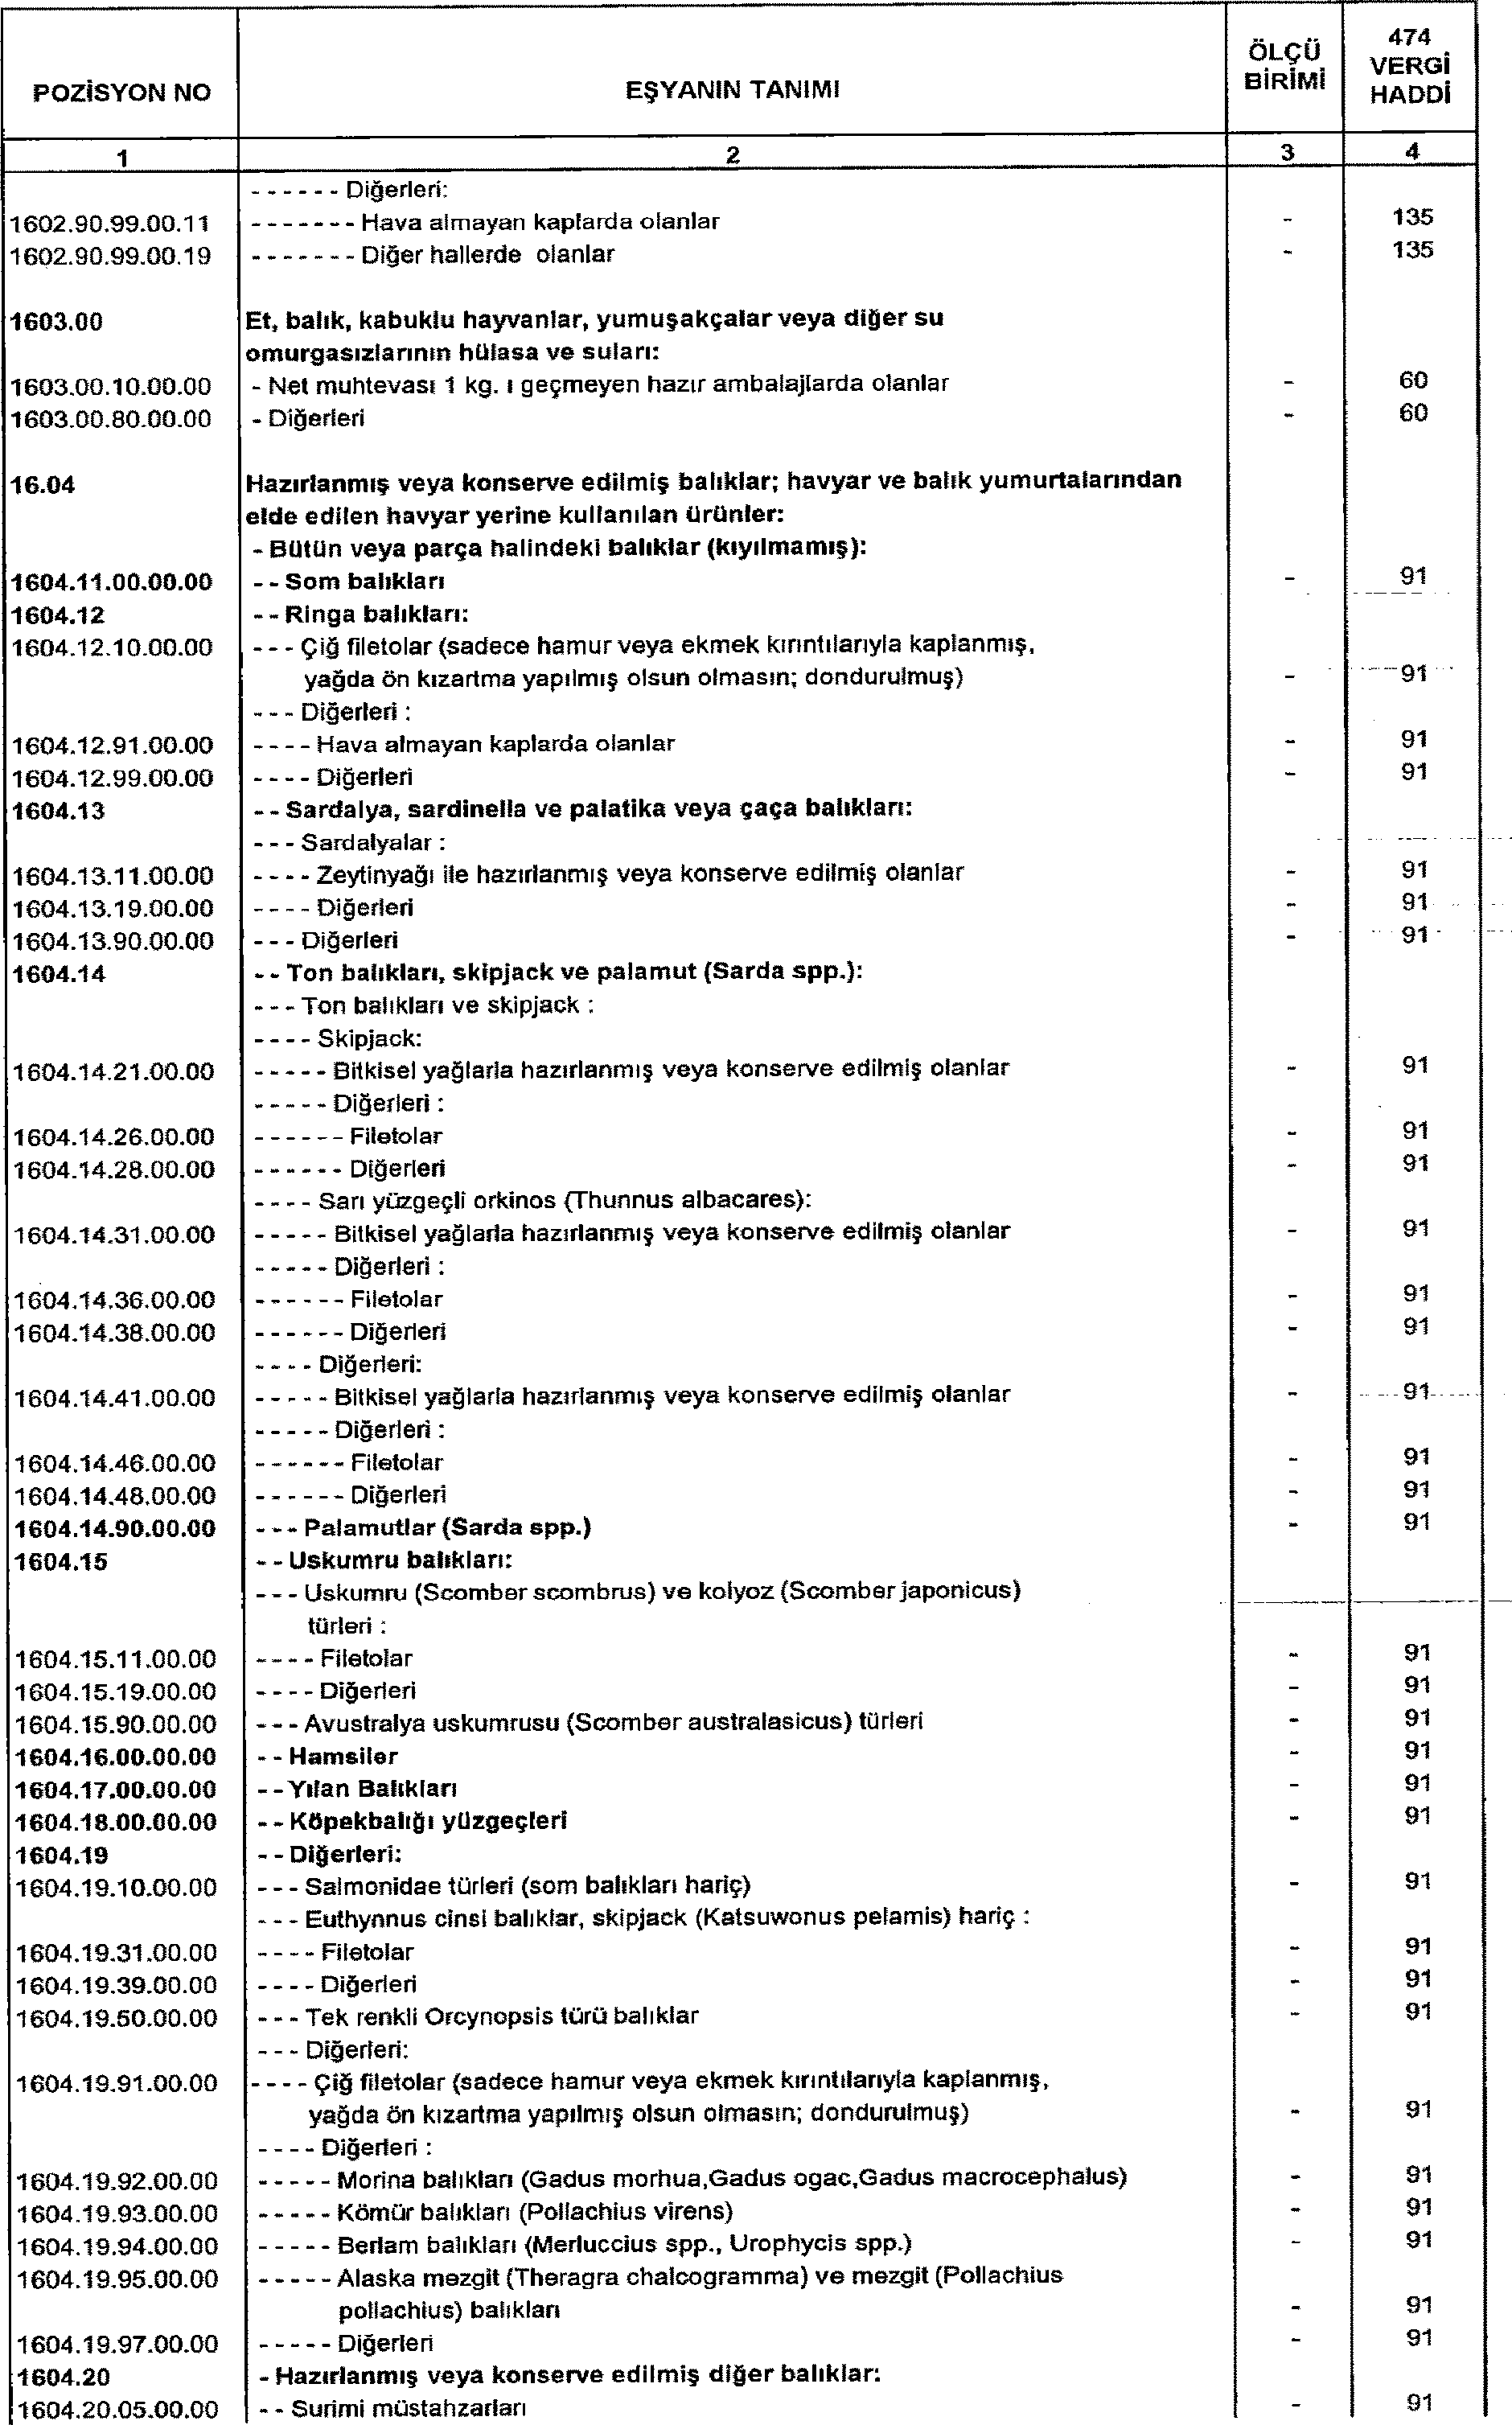 POZİSYON NO EŞYANIN TANIMI ÖLÇÜ BİRİMİ 474 VERGİ HADDİ
1 2 3 4
- - - - - - Diğerleri:
1602.90.99.00.11 - - - - - - - Hava almayan kaplarda olanlar - 135
1602.90.99.00.19 - - - - - - - Diğer hallerde olanlar - 135
1603.00 Et, balık, kabuklu hayvanlar, yumuşakçalar veya diğer su
omurgasızlarının hülasa ve suları:
1603.00.10.00.00 - Net muhtevası 1 kg. ı geçmeyen hazır ambalajlarda olanlar - 60
1603.00.80.00.00 - Diğerleri - 60
16.04 Hazırlanmış veya konserve edilmiş balıklar; havyar ve balık yumurtalarından
elde edilen havyar yerine kullanılan ürünler:
- Bütün veya parça halindeki balıklar (kıyılmamış):
1604.11.00.00.00 - - Som balıkları - 91
1604.12 - - Ringa balıkları:
1604.12.10.00.00 - - - Çiğ filetolar (sadece hamur veya ekmek kırıntılarıyla kaplanmış,
yağda ön kızartma yapılmış olsun olmasın; dondurulmuş) - 91
- - - Diğerleri :
1604.12.91.00.00 - - - - Hava almayan kaplarda olanlar - 91
1604.12.99.00.00 - - - - Diğerleri - 91
1604.13 - - Sardalya, sardinella ve palatika veya çaça balıkları:
- - - Sardalyalar :
1604.13.11.00.00 - - - - Zeytinyağı ile hazırlanmış veya konserve edilmiş olanlar - 91
1604.13.19.00.00 - - - - Diğerleri - 91
1604.13.90.00.00 - - - Diğerleri - 91
1604.14 - - Ton balıkları, skipjack ve palamut (Sarda spp.):
- - - Ton balıkları ve skipjack :
- - - - Skipjack:
1604.14.21.00.00 - - - - - Bitkisel yağlarla hazırlanmış veya konserve edilmiş olanlar - 91
- - - - - Diğerleri :
1604.14.26.00.00 - - - - - - Filetolar - 91
1604.14.28.00.00 - - - - - - Diğerleri - 91
- - - - Sarı yüzgeçli orkinos (Thunnus albacares):
1604.14.31.00.00 - - - - - Bitkisel yağlarla hazırlanmış veya konserve edilmiş olanlar - 91
- - - - - Diğerleri :
1604.14.36.00.00 - - - - - - Filetolar - 91
1604.14.38.00.00 - - - - - - Diğerleri - 91
- - - - Diğerleri:
1604.14.41.00.00 - - - - - Bitkisel yağlarla hazırlanmış veya konserve edilmiş olanlar - 91
- - - - - Diğerleri :
1604.14.46.00.00 - - - - - - Filetolar - 91
1604.14.48.00.00 - - - - - - Diğerleri - 91
1604.14.90.00.00 - - - Palamutlar (Sarda spp.) - 91
1604.15 - - Uskumru balıkları:
- - - Uskumru (Scomber scombrus) ve kolyoz (Scomber japonicus)
türleri :
1604.15.11.00.00 - - - - Filetolar - 91
1604.15.19.00.00 - - - - Diğerleri - 91
1604.15.90.00.00 - - - Avustralya uskumrusu (Scomber australasicus) türleri - 91
1604.16.00.00.00 - - Hamsiler - 91
1604.17.00.00.00 - - Yılan Balıkları - 91
1604.18.00.00.00 - - Köpekbalığı yüzgeçleri - 91
1604.19 - - Diğerleri:
1604.19.10.00.00 - - - Salmonidae türleri (som balıkları hariç) - 91
- - - Euthynnus cinsi balıklar, skipjack (Katsuwonus pelamis) hariç :
1604.19.31.00.00 - - - - Filetolar - 91
1604.19.39.00.00 - - - - Diğerleri - 91
1604.19.50.00.00 - - - Tek renkli Orcynopsis türü balıklar - 91
- - - Diğerleri:
1604.19.91.00.00 - - - - Çiğ filetolar (sadece hamur veya ekmek kırıntılarıyla kaplanmış,
yağda ön kızartma yapılmış olsun olmasın; dondurulmuş) - 91
- - - - Diğerleri :
1604.19.92.00.00 - - - - - Morina balıkları (Gadus morhua,Gadus ogac,Gadus macrocephalus) - 91
1604.19.93.00.00 - - - - - Kömür balıkları (Pollachius virens) - 91
1604.19.94.00.00 - - - - - Berlam balıkları (Merluccius spp., Urophycis spp.) - 91
1604.19.95.00.00 - - - - - Alaska mezgit (Theragra chalcogramma) ve mezgit (Pollachius
pollachius) balıkları - 91
1604.19.97.00.00 - - - - - Diğerleri - 91
1604.20 - Hazırlanmış veya konserve edilmiş diğer balıklar:
1604.20.05.00.00 - - Surimi müstahzarları - 91